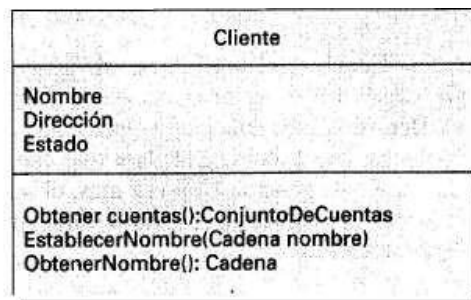 Cliente
Nombre
Dirección
Estado
Obtener cuentas():ConjuntoDeCuentas
EstablecerNombre(Cadena nombre)
ObtenerNombre(): Cadena